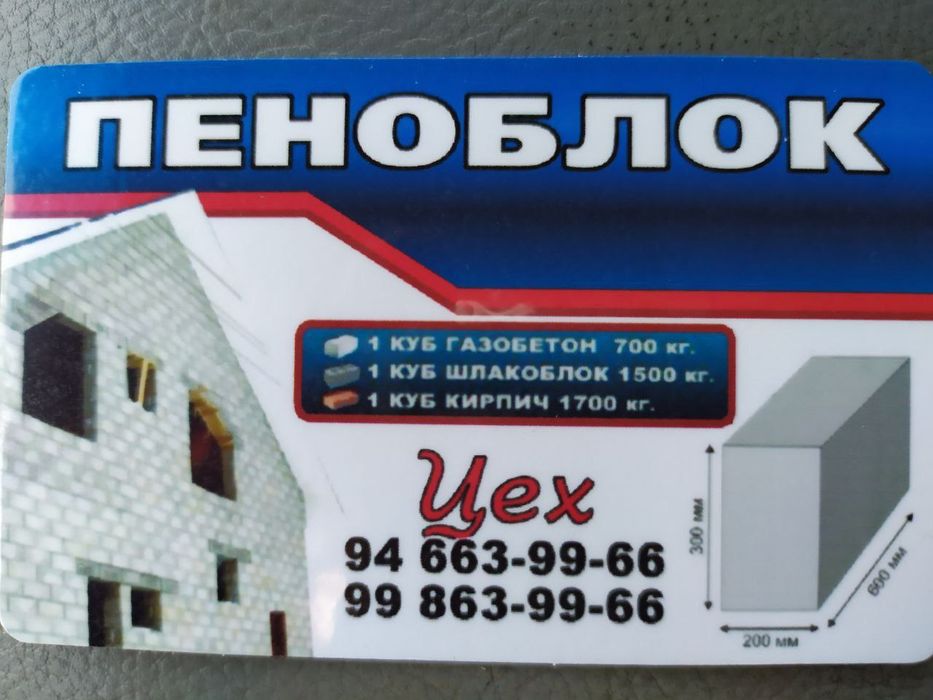 ПЕНОБЛОК
1 КУБ ГАЗОБЕТОН 700 кг.
1 КУБ ШЛАКОБЛОК 1500 кг.
1 КУБ КИРПИЧ 1700 кг.
Цех
94 663-99-66
99 863-99-66
300 мм
600 мм
200 мм